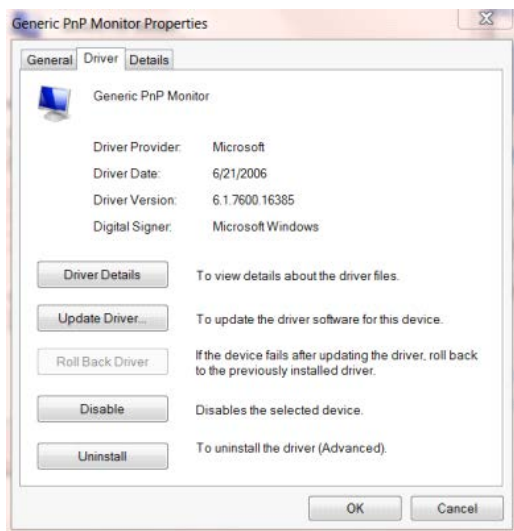 Generic PnP Monitor Properties
General Driver Details
Generic PnP Monitor
Driver Provider: Microsoft
Driver Date: 6/21/2006
Driver Version: 6.1.7600.16385
Digital Signer: Microsoft Windows
Driver Details To view details about the driver files.
Update Driver... To update the driver software for this device.
Roll Back Driver If the device fails after updating the driver, roll back
to the previously installed driver.
Disable Disables the selected device.
Uninstall To uninstall the driver (Advanced).
OK Cancel